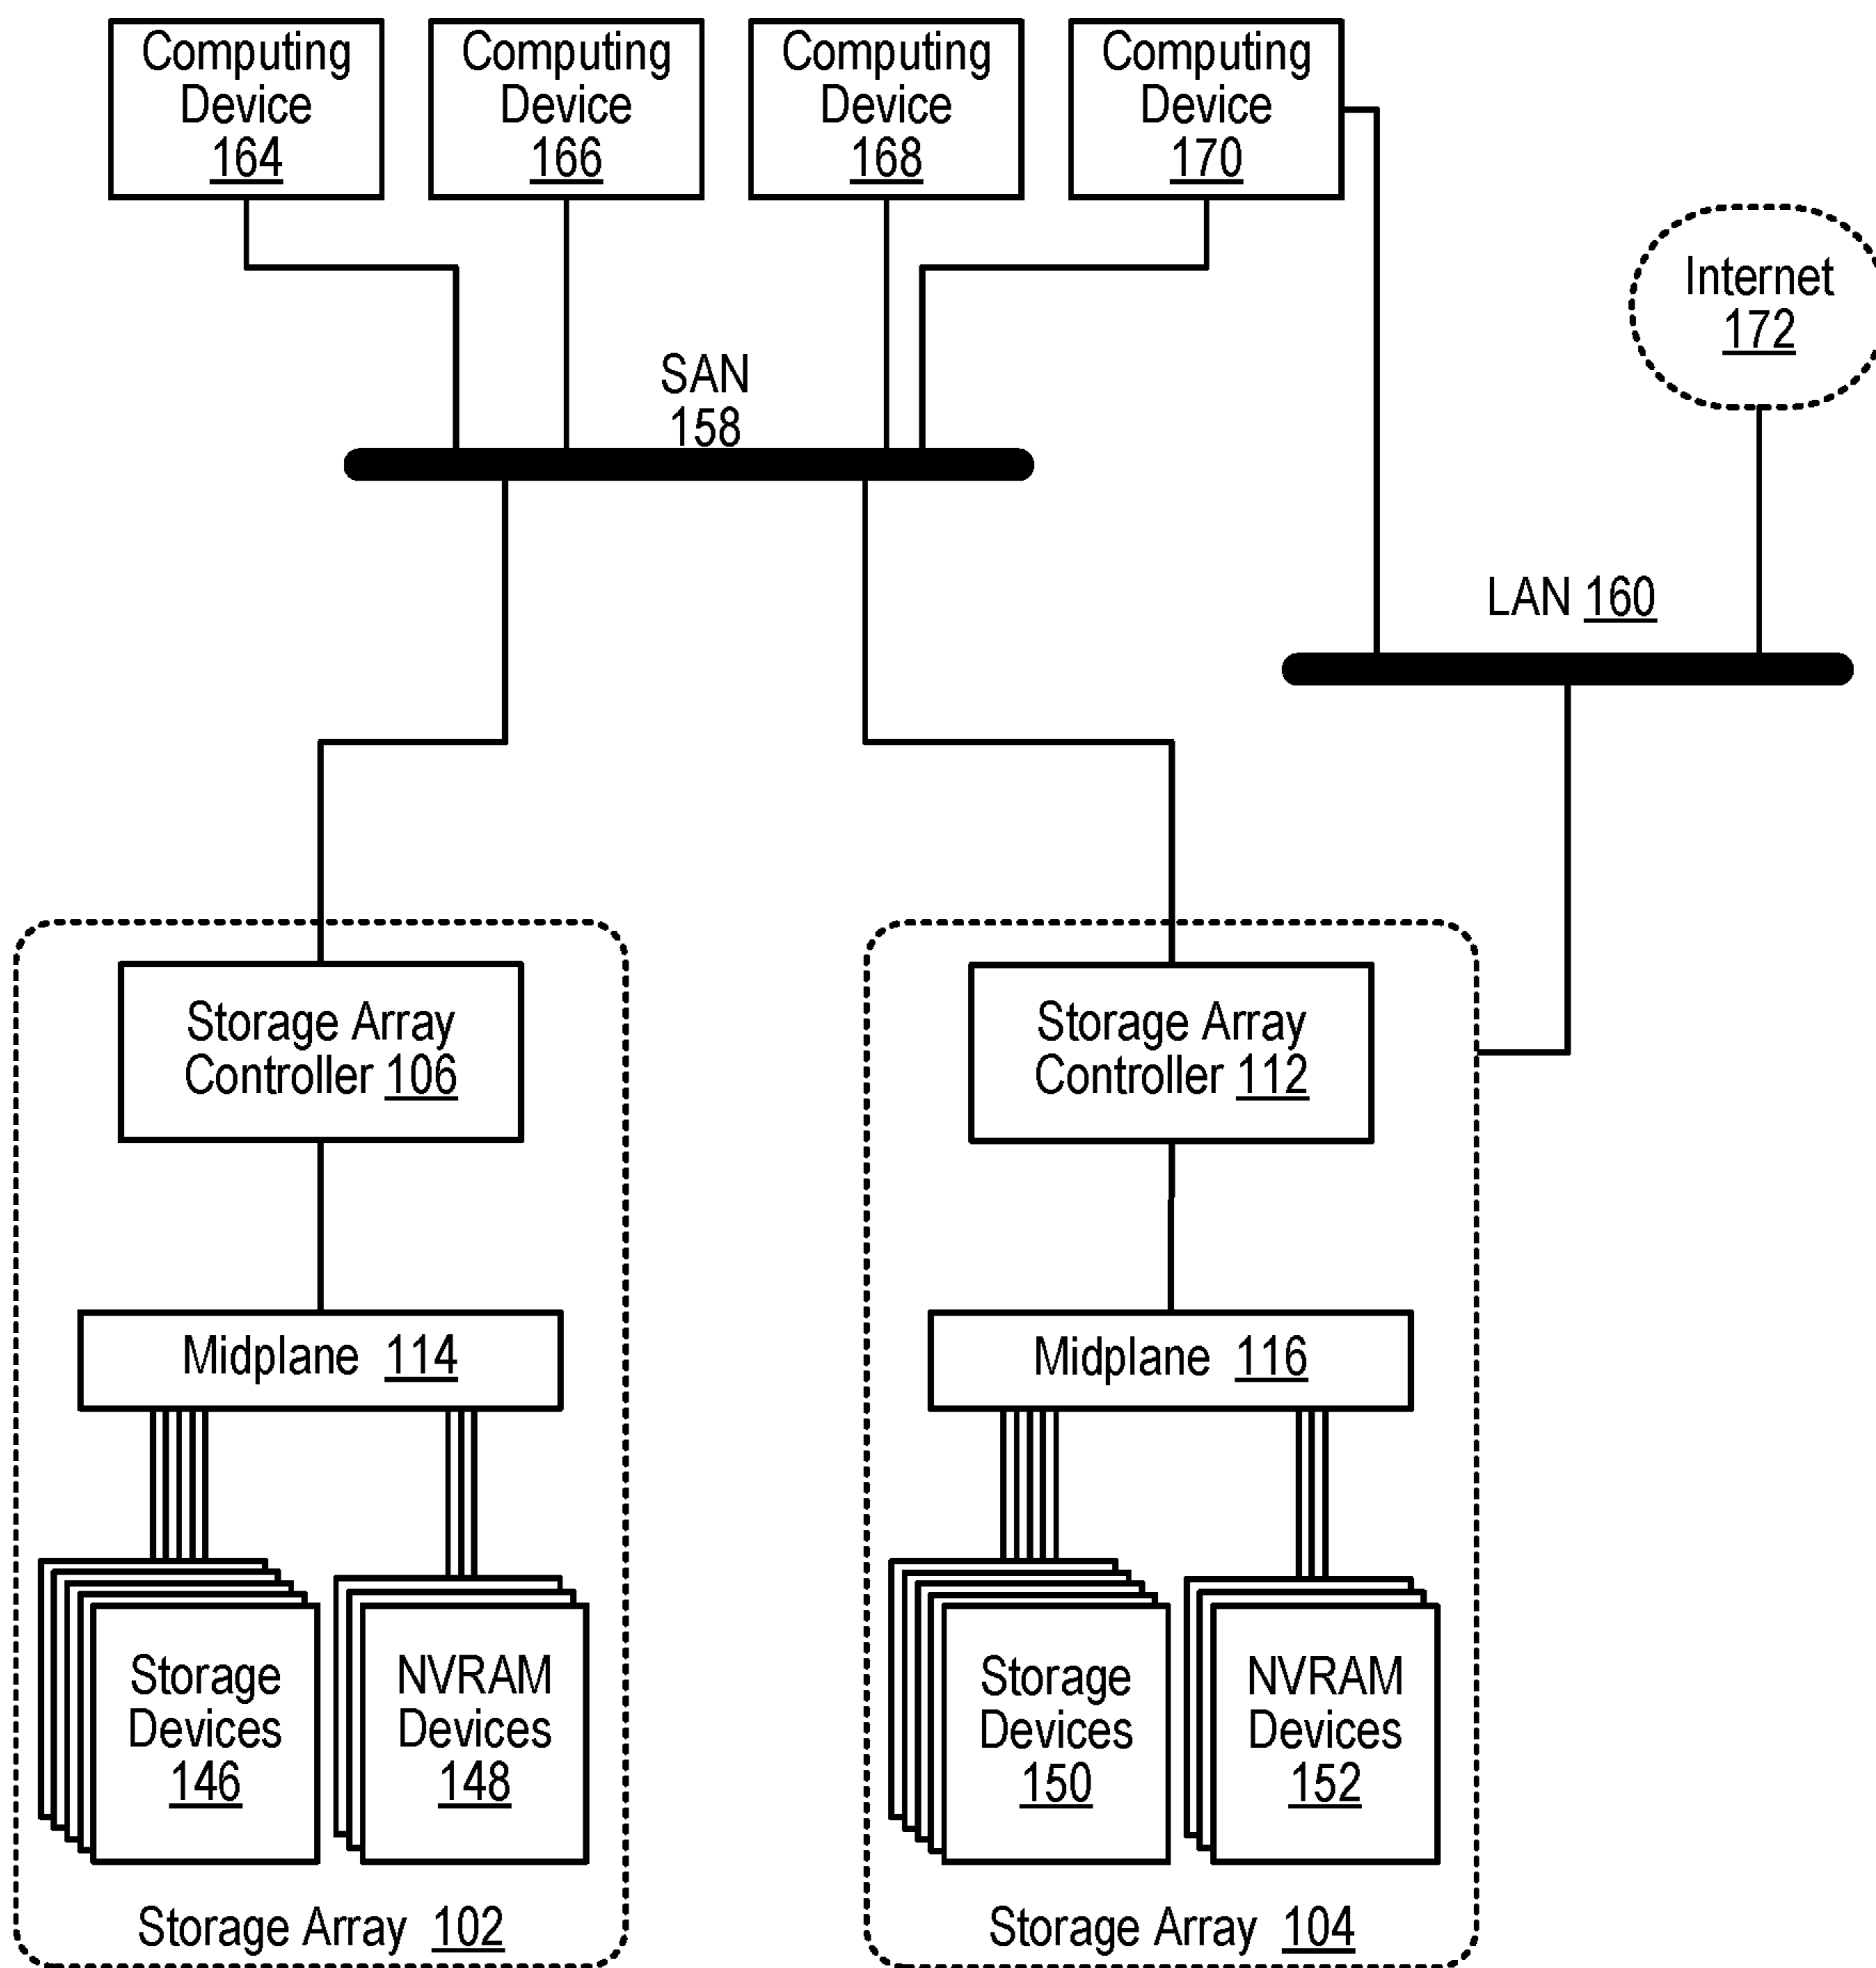 Computing
Device
164
Computing
Device
166
Computing
Device
168
Computing
Device
170
Internet
172
SAN
158
LAN 160
Storage Array
Controller 106
Storage Array
Controller 112
Midplane 114
Midplane 116
Storage
Devices
146
NVRAM
Devices
148
Storage
Devices
150
NVRAM
Devices
152
Storage Array 102
Storage Array 104